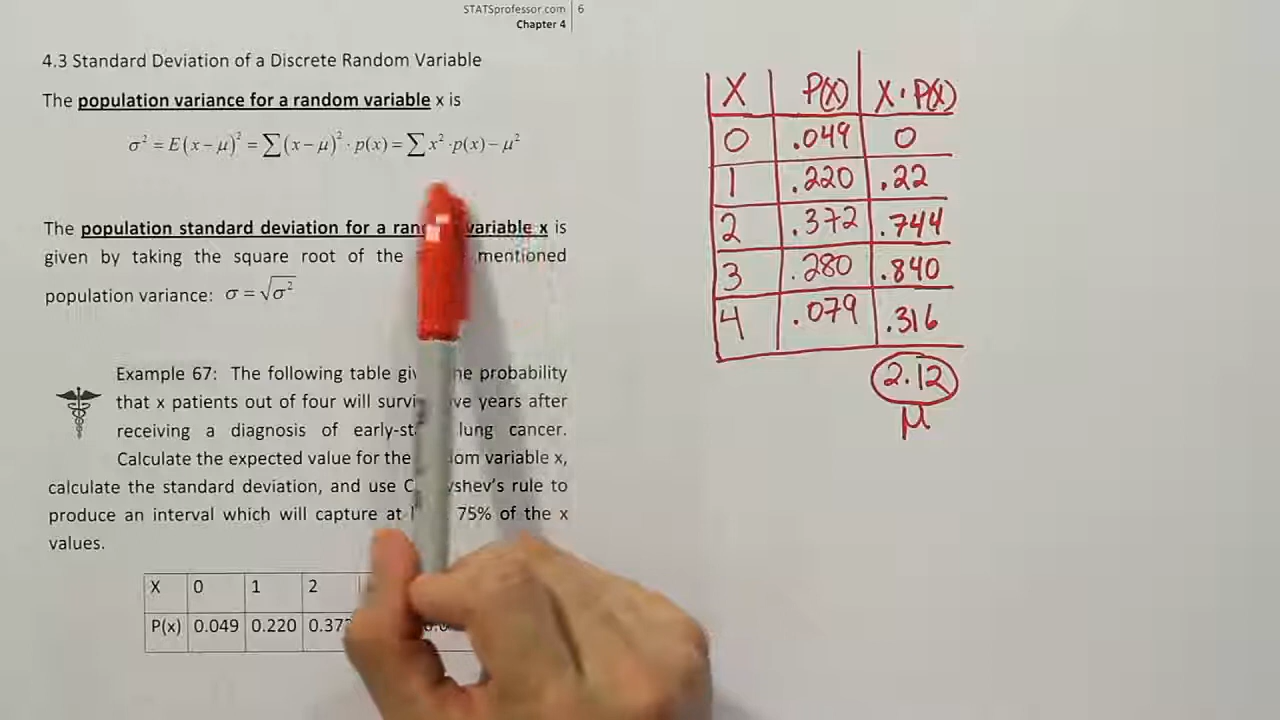 STATSprofessor.com | 6
Chapter 4
4.3 Standard Deviation of a Discrete Random Variable
The population variance for a random variable x is
σ² = E(x−μ)² = ∑(x−μ)² · p(x) = ∑ x² · p(x) − μ²
The population standard deviation for a ran variable x is
given by taking the square root of the mentioned
population variance: σ = √σ²
Example 67: The following table gi he probability
that x patients out of four will survi ve years after
receiving a diagnosis of early-st lung cancer.
Calculate the expected value for the dom variable x,
calculate the standard deviation, and use C yshev's rule to
produce an interval which will capture at l 75% of the x
values.
X 0 1 2
P(x) 0.049 0.220 0.372
X P(x) X·P(x)
0 .049 0
1 .220 .22
2 .372 .744
3 .280 .840
4 .079 .316
2.12
μ